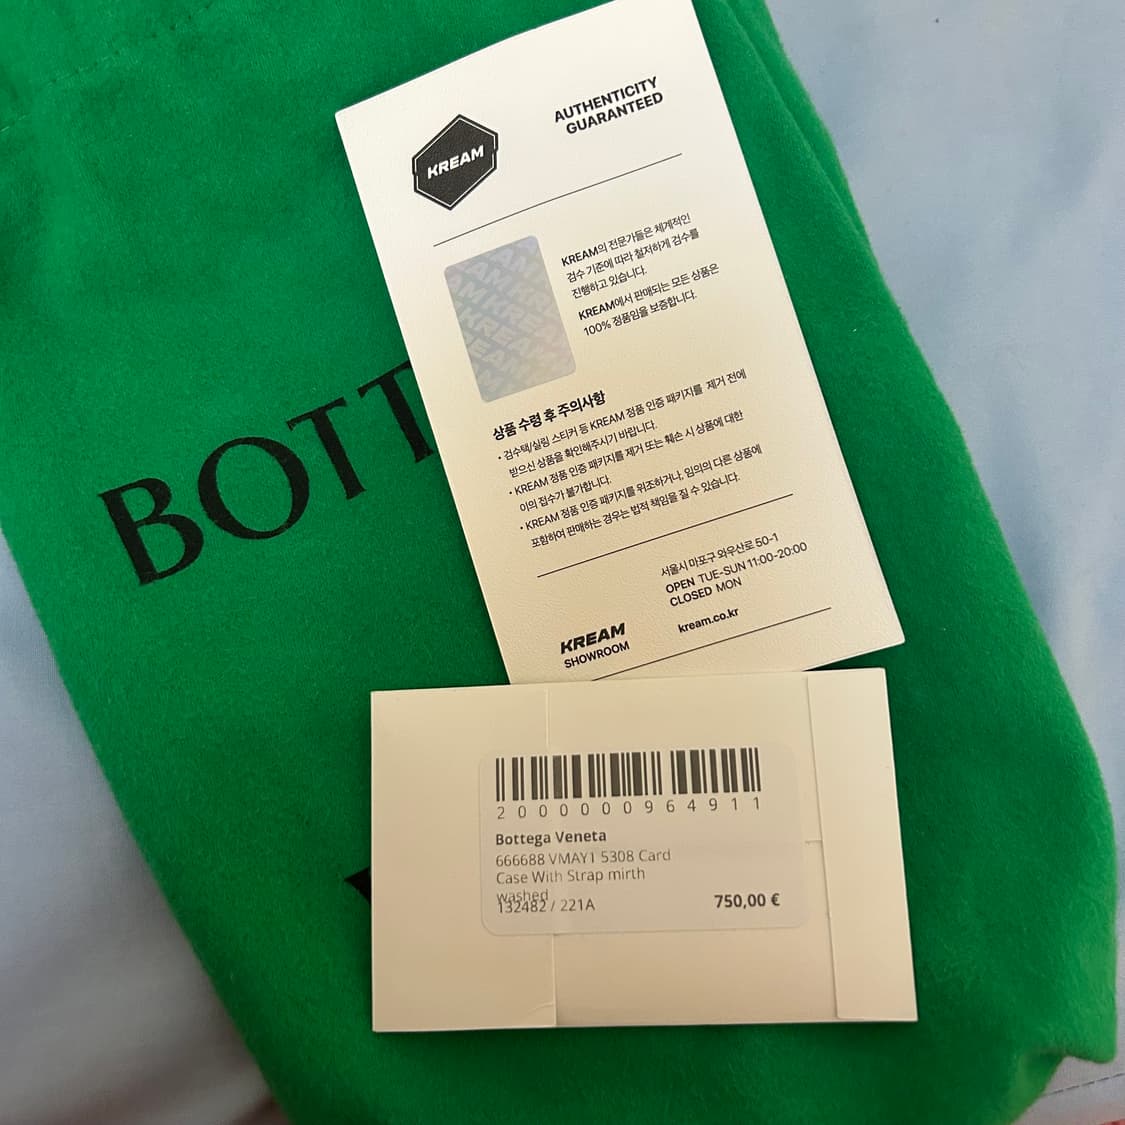 BOTT
KREAM
AUTHENTICITY
GUARANTEED
KREAM의 전문가들은 체계적인
검수 기준에 따라 철저하게 검수를
진행하고 있습니다.
KREAM에서 판매되는 모든 상품은
100% 정품임을 보증합니다.
상품 수령 후 주의사항
• 검수택/실링 스티커 등 KREAM 정품 인증 패키지를 제거 전에
받으신 상품을 확인해주시기 바랍니다.
• KREAM 정품 인증 패키지를 제거 또는 훼손 시 상품에 대한
이의 접수가 불가합니다.
• KREAM 정품 인증 패키지를 위조하거나, 임의의 다른 상품에
포함하여 판매하는 경우는 법적 책임을 질 수 있습니다.
서울시 마포구 와우산로 50-1
OPEN TUE-SUN 11:00-20:00
CLOSED MON
KREAM
SHOWROOM
kream.co.kr
2000000964911
Bottega Veneta
666688 VMAY1 5308 Card
Case With Strap mirth
washed
132482 / 221A
750,00 €